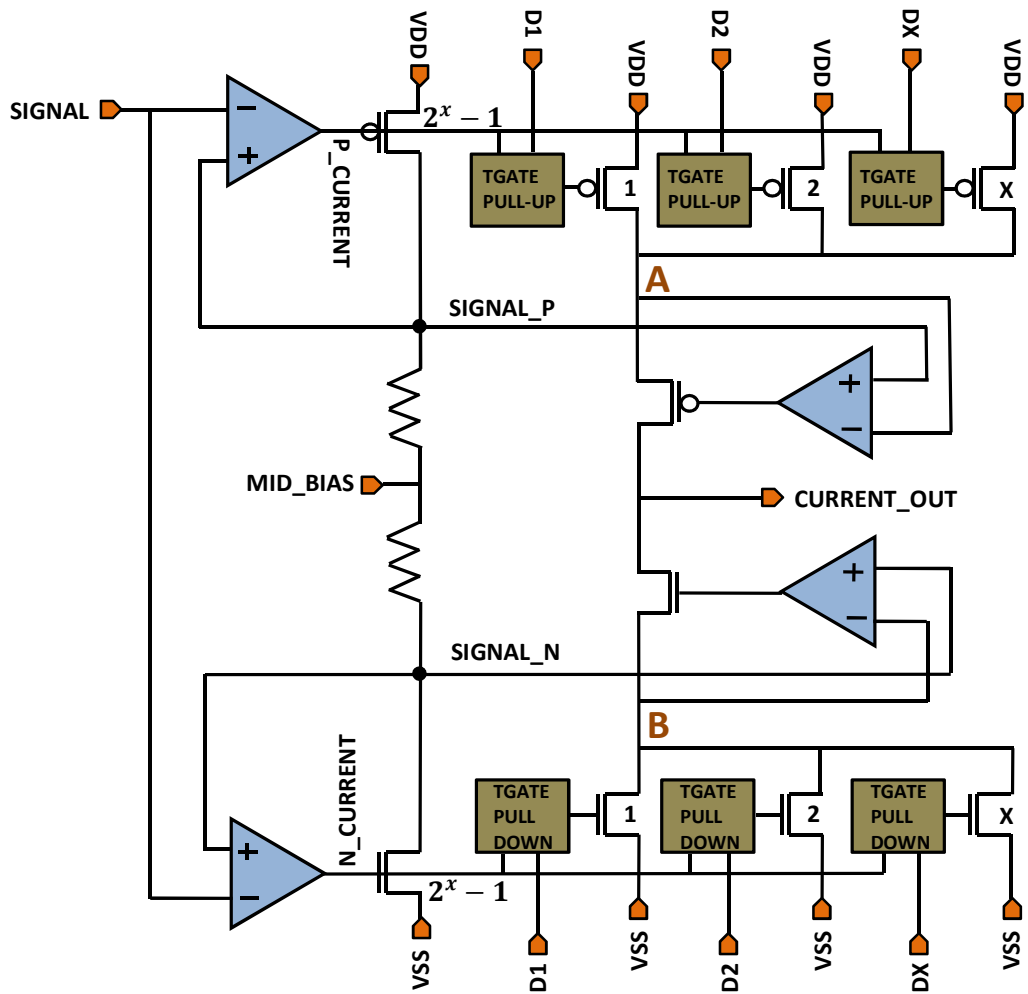 VDD
D1
VDD
D2
VDD
DX
VDD
SIGNAL
−
+
P_CURRENT
2ˣ − 1
TGATE
PULL-UP
1
TGATE
PULL-UP
2
TGATE
PULL-UP
X
A
SIGNAL_P
+
−
MID_BIAS
CURRENT_OUT
+
−
SIGNAL_N
B
N_CURRENT
+
−
2ˣ − 1
TGATE
PULL
DOWN
1
TGATE
PULL
DOWN
2
TGATE
PULL
DOWN
X
VSS
D1
VSS
D2
VSS
DX
VSS